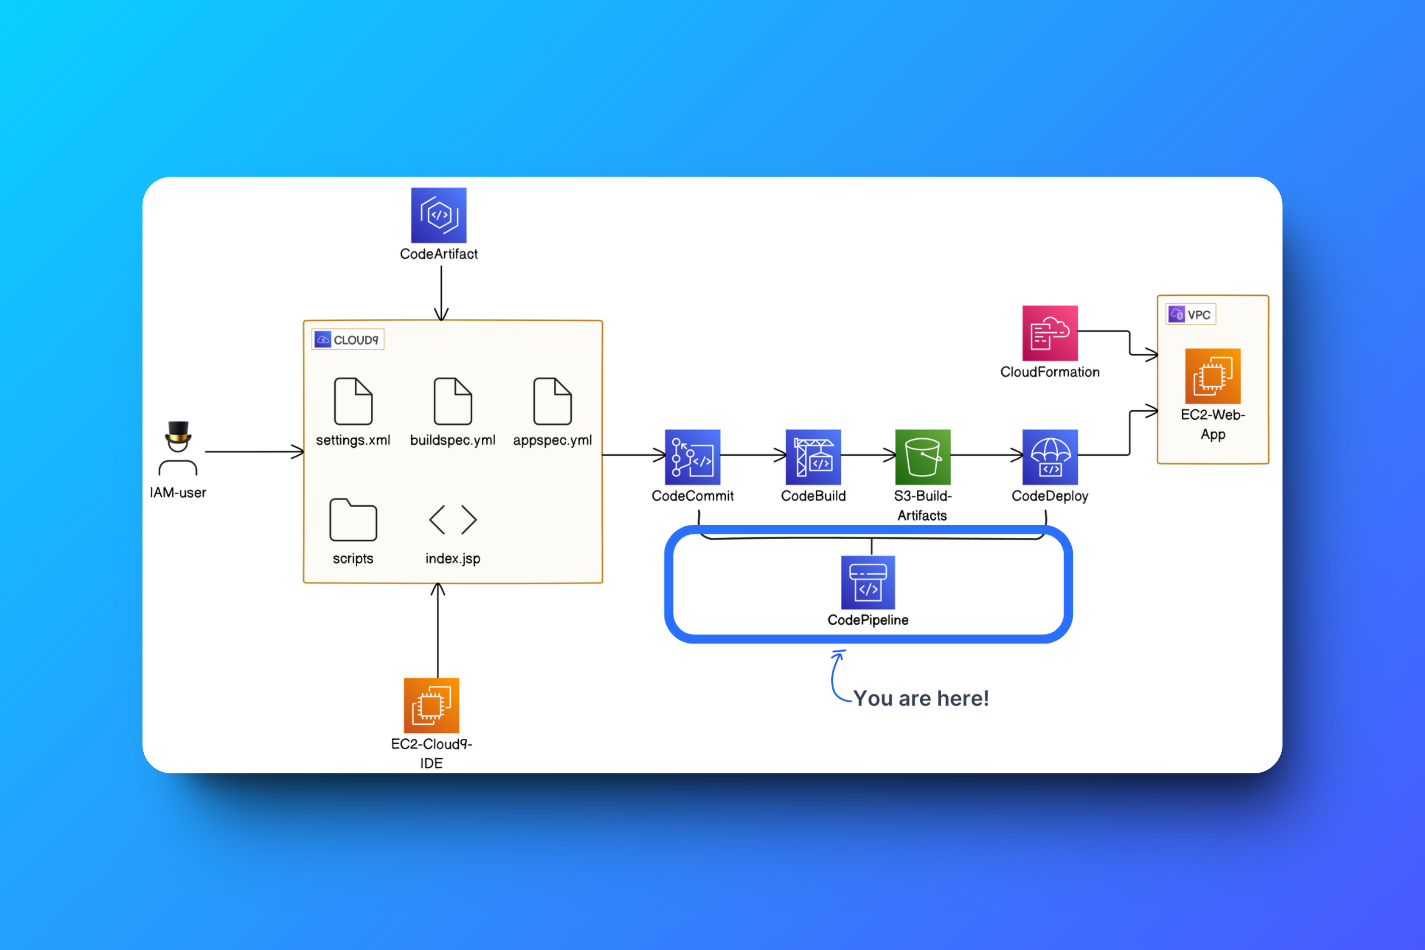 CodeArtifact
CLOUD9
settings.xml
buildspec.yml
appspec.yml
scripts
index.jsp
IAM-user
EC2-Cloud9-
IDE
CodeCommit
CodeBuild
S3-Build-
Artifacts
CodeDeploy
CodePipeline
You are here!
CloudFormation
VPC
EC2-Web-
App